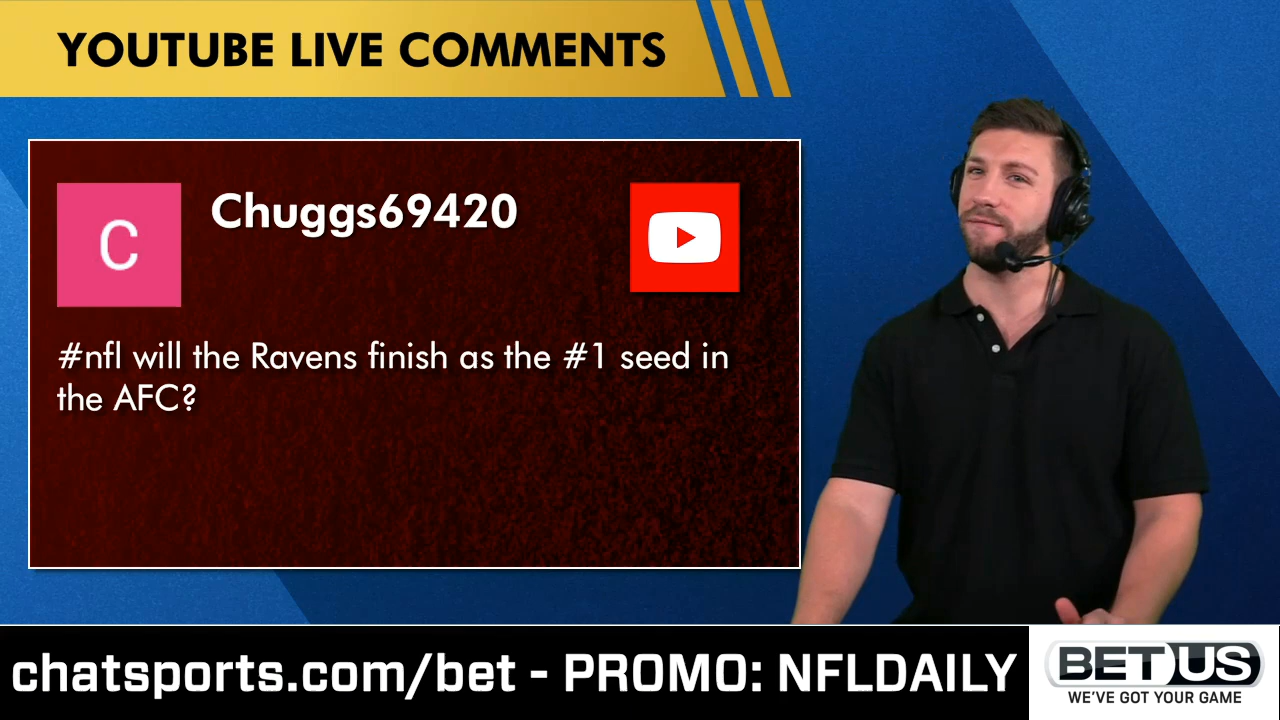 YOUTUBE LIVE COMMENTS
C
Chuggs69420
#nfl will the Ravens finish as the #1 seed in
the AFC?
chatsports.com/bet - PROMO: NFLDAILY
BETUS
WE'VE GOT YOUR GAME